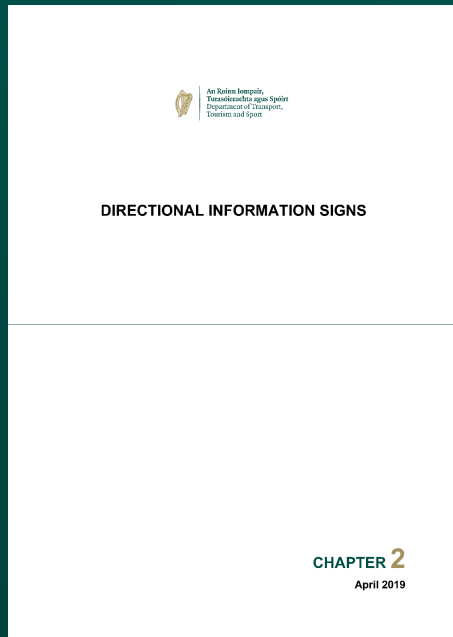 An Roinn Iompair,
Turasóireachta agus Spóirt
Department of Transport,
Tourism and Sport
DIRECTIONAL INFORMATION SIGNS
CHAPTER 2
April 2019